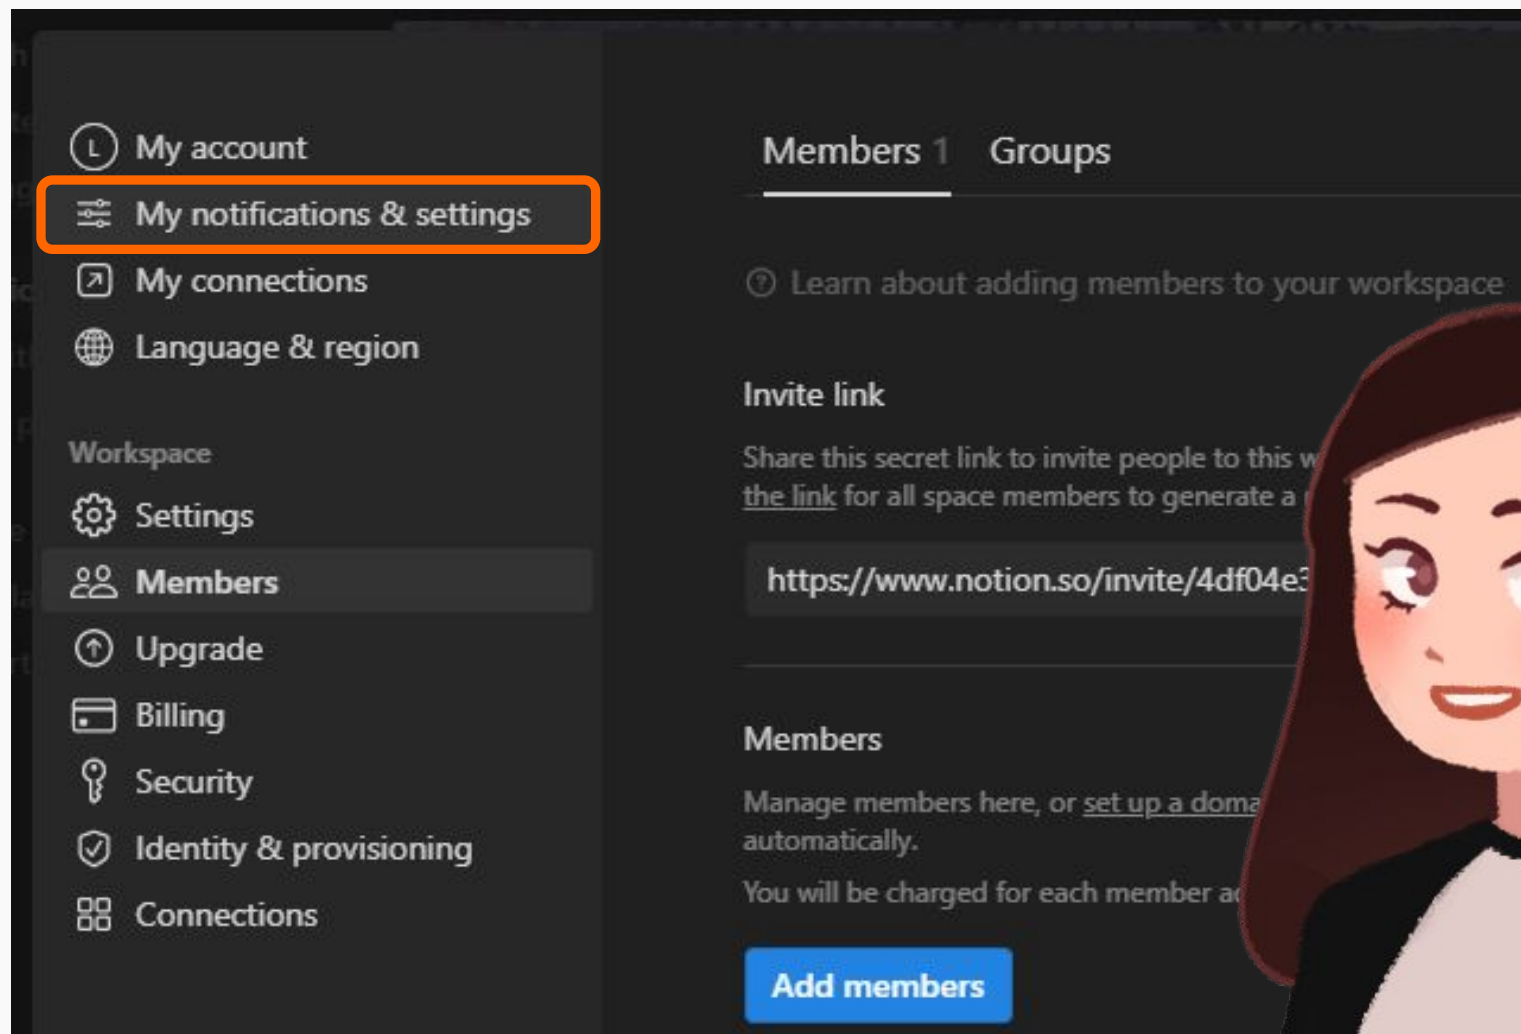 L
My account
My notifications & settings
My connections
Language & region
Workspace
Settings
Members
Upgrade
Billing
Security
Identity & provisioning
Connections
Members 1 Groups
Learn about adding members to your workspace
Invite link
Share this secret link to invite people to this
the link for all space members to generate a
https://www.notion.so/invite/4df04e3
Members
Manage members here, or set up a doma
automatically.
You will be charged for each member
Add members